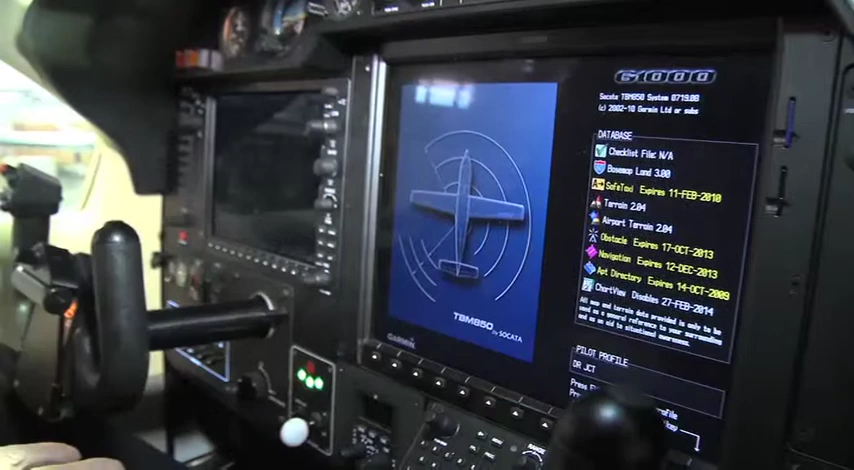 G1000
Socata TBM850 System 0719.08
© 2002-10 Garmin Ltd or subs
DATABASE
Checklist File: N/A
Basemap Land 3.00
SafeTaxi Expires 11-FEB-2010
Terrain 2.04
Airport Terrain 2.04
Obstacle Expires 17-OCT-2013
Navigation Expires 12-DEC-2013
Apt Directory Expires 14-OCT-2009
ChartView Disables 27-FEB-2014
All map and terrain data provided is only to be
used as a general reference to your surroundings
and as an aid to situational awareness
TBM850 by SOCATA
GARMIN
PILOT PROFILE
DR JCT
Press